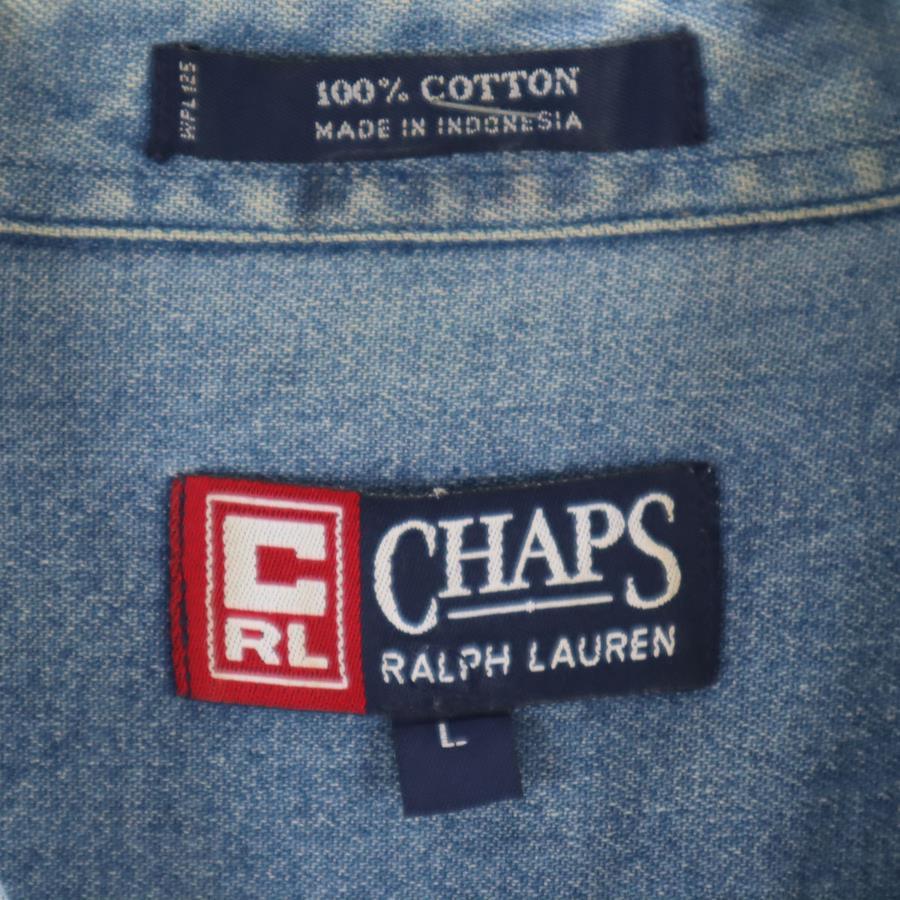 WPL 125
100% COTTON
MADE IN INDONESIA
C
RL
CHAPS
RALPH LAUREN
L